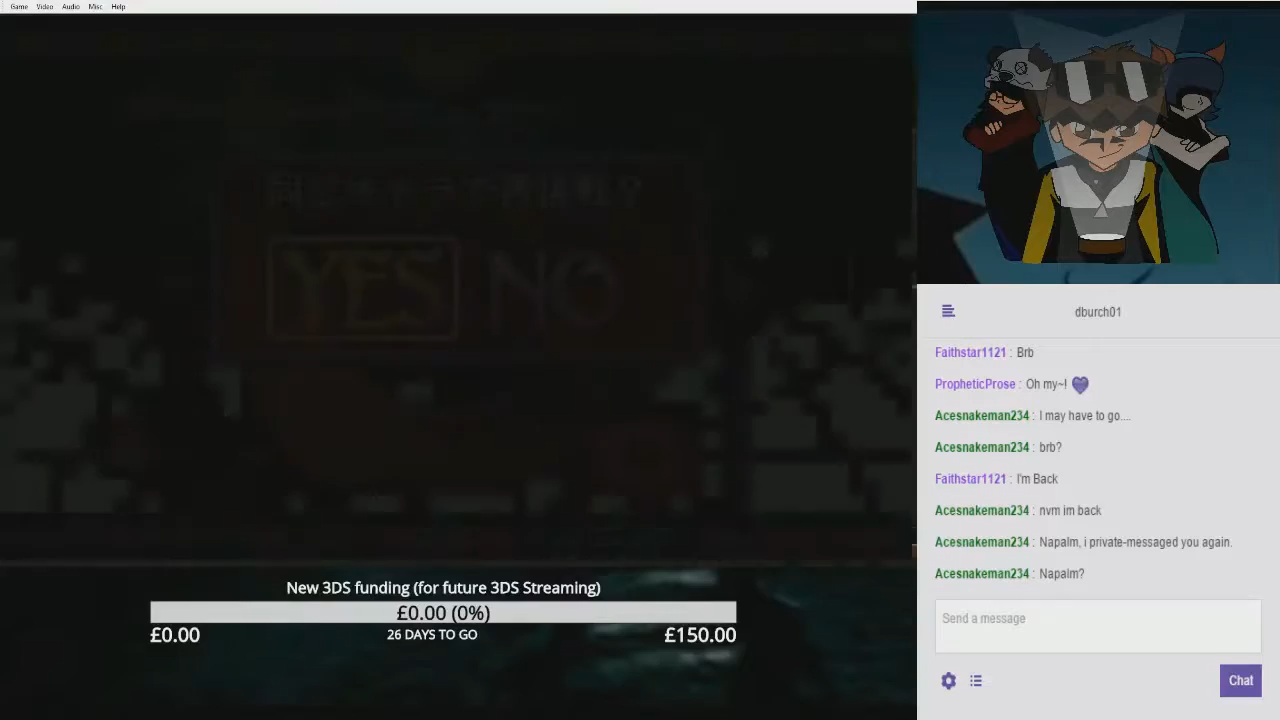 Game Video Audio Misc Help
YES NO
New 3DS funding (for future 3DS Streaming)
£0.00 (0%)
£0.00 26 DAYS TO GO £150.00
dburch01
Faithstar1121 : Brb
PropheticProse : Oh my~!
Acesnakeman234 : I may have to go....
Acesnakeman234 : brb?
Faithstar1121 : I'm Back
Acesnakeman234 : nvm im back
Acesnakeman234 : Napalm, i private-messaged you again.
Acesnakeman234 : Napalm?
Send a message
Chat